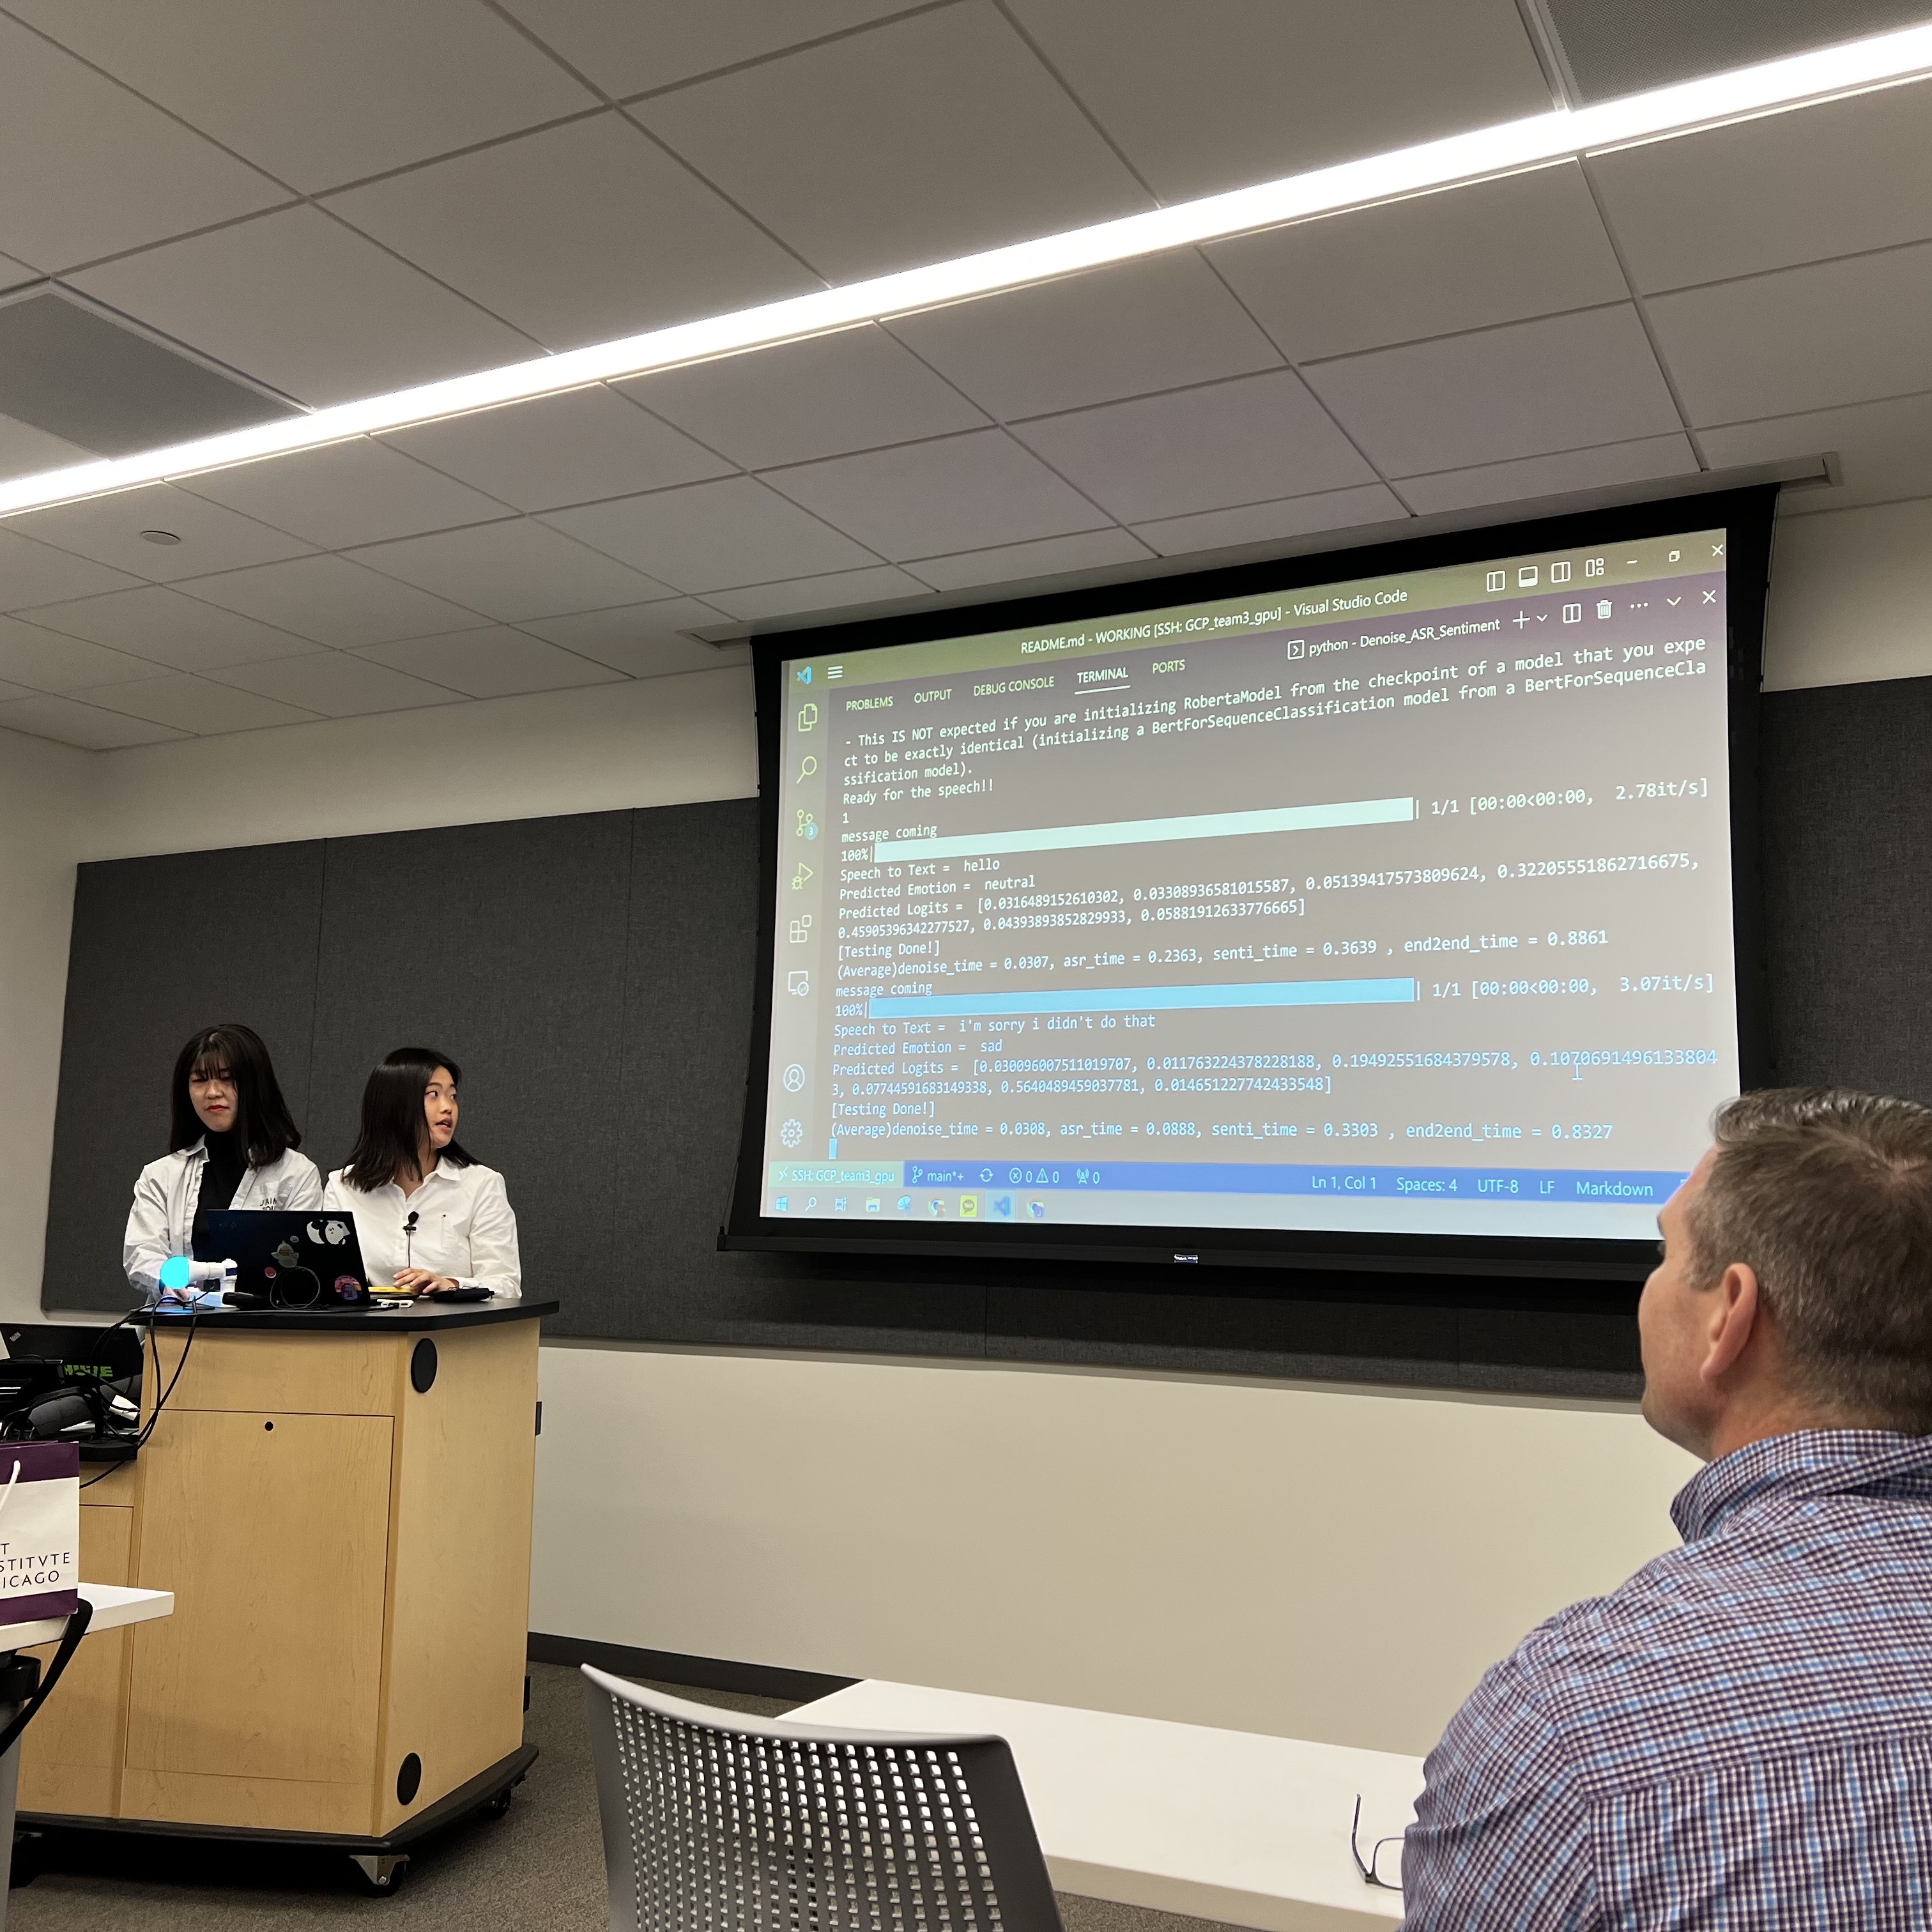 README.md - WORKING [SSH: GCP_team3_gpu] - Visual Studio Code
PROBLEMS OUTPUT DEBUG CONSOLE TERMINAL PORTS
python - Denoise_ASR_Sentiment
- This IS NOT expected if you are initializing RobertaModel from the checkpoint of a model that you expe
ct to be exactly identical (initializing a BertForSequenceClassification model from a BertForSequenceCla
ssification model).
Ready for the speech!!
1
message coming
100%| | 1/1 [00:00<00:00, 2.78it/s]
Speech to Text = hello
Predicted Emotion = neutral
Predicted Logits = [0.0316489152610302, 0.03308936581015587, 0.05139417573809624, 0.32205551862716675,
0.45905396342277527, 0.04393893852829933, 0.05881912633776665]
[Testing Done!]
(Average)denoise_time = 0.0307, asr_time = 0.2363, senti_time = 0.3639 , end2end_time = 0.8861
message coming
100%| | 1/1 [00:00<00:00, 3.07it/s]
Speech to Text = i'm sorry i didn't do that
Predicted Emotion = sad
Predicted Logits = [0.030096007511019707, 0.011763224378228188, 0.19492551684379578, 0.1070691496133804
3, 0.07744591683149338, 0.5640489459037781, 0.014651227742433548]
[Testing Done!]
(Average)denoise_time = 0.0308, asr_time = 0.0888, senti_time = 0.3303 , end2end_time = 0.8327
SSH: GCP_team3_gpu main*+ 0 0 0 Ln 1, Col 1 Spaces: 4 UTF-8 LF Markdown
T
STITVTE
ICAGO